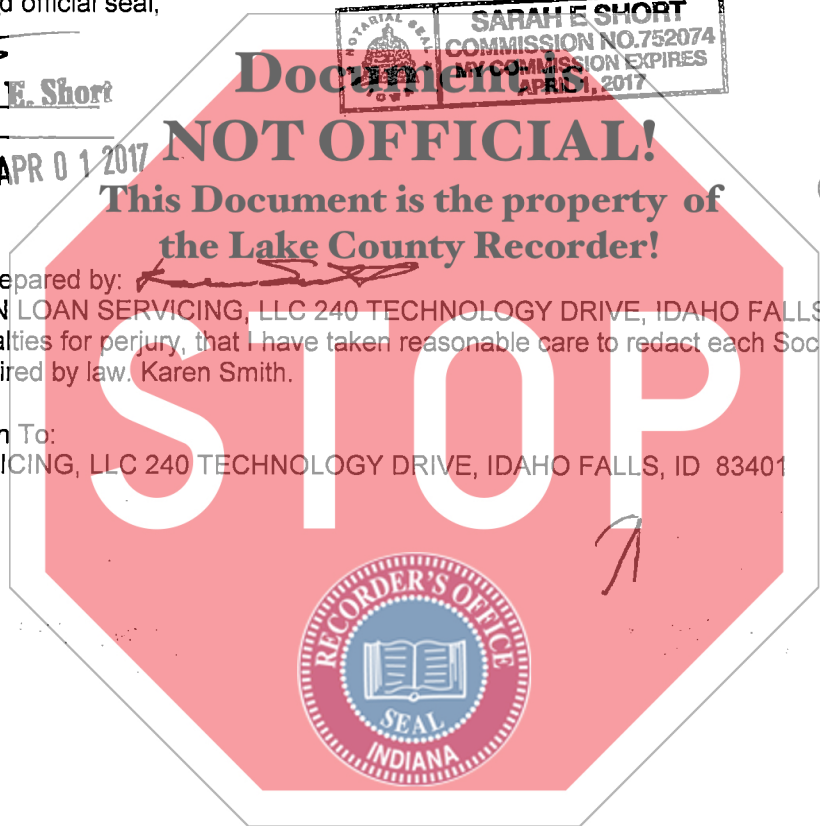 d official seal,
NOTARIAL SEAL
IOWA
SARAH E SHORT
COMMISSION NO.752074
MY COMMISSION EXPIRES
APRIL 1, 2017
E. Short
APR 0 1 2017
Document is
NOT OFFICIAL!
This Document is the property of
the Lake County Recorder!
epared by:
N LOAN SERVICING, LLC 240 TECHNOLOGY DRIVE, IDAHO FALLS
alties for perjury, that I have taken reasonable care to redact each Soc
ired by law. Karen Smith.
n To:
ICING, LLC 240 TECHNOLOGY DRIVE, IDAHO FALLS, ID 83401
STOP
RECORDER'S OFFICE
SEAL
INDIANA